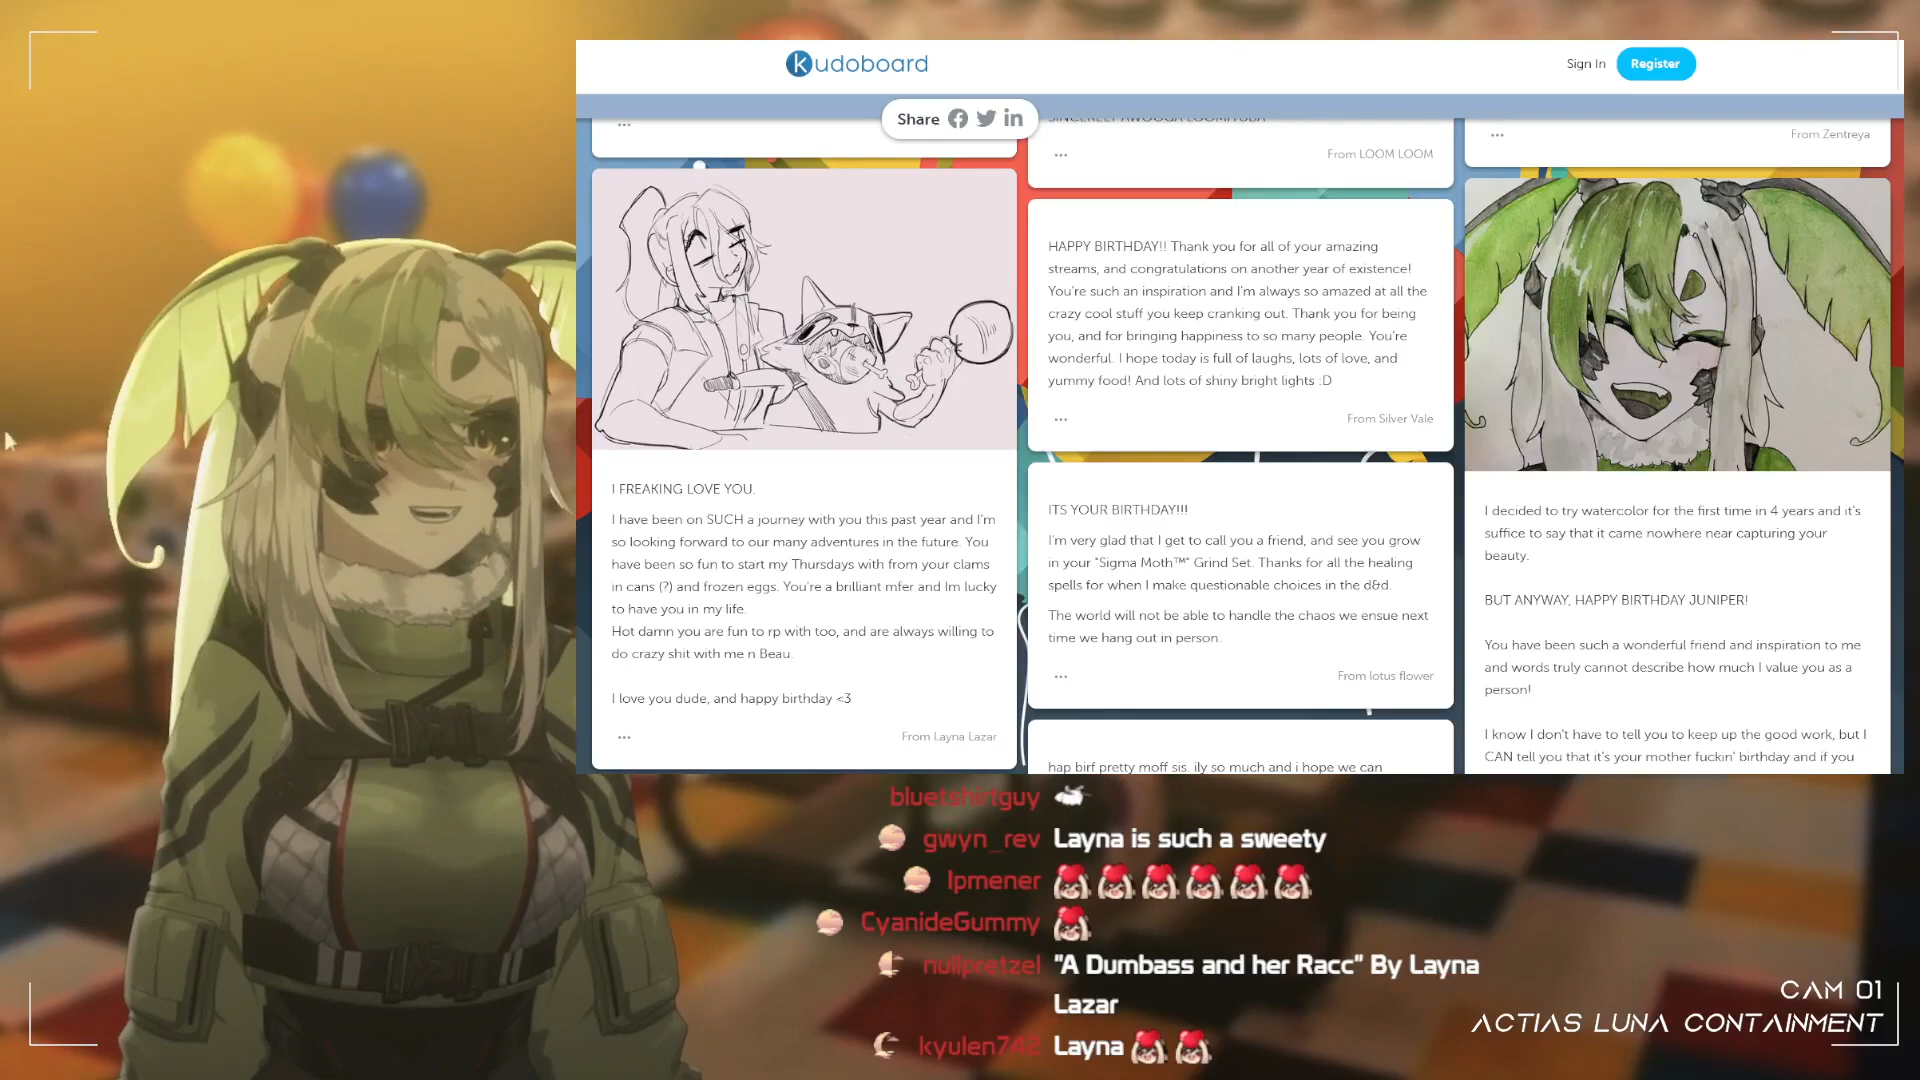 kudoboard
Sign In
Register
Share
...
I FREAKING LOVE YOU.
I have been on SUCH a journey with you this past year and I'm
so looking forward to our many adventures in the future. You
have been so fun to start my Thursdays with from your clams
in cans (?) and frozen eggs. You're a brilliant mfer and Im lucky
to have you in my life.
Hot damn you are fun to rp with too, and are always willing to
do crazy shit with me n Beau.
I love you dude, and happy birthday <3
...
From Layna Lazar
SINCERELY AWOOGA LOOMIYUBA
...
From LOOM LOOM
HAPPY BIRTHDAY!! Thank you for all of your amazing
streams, and congratulations on another year of existence!
You're such an inspiration and I'm always so amazed at all the
crazy cool stuff you keep cranking out. Thank you for being
you, and for bringing happiness to so many people. You're
wonderful. I hope today is full of laughs, lots of love, and
yummy food! And lots of shiny bright lights :D
...
From Silver Vale
ITS YOUR BIRTHDAY!!!
I'm very glad that I get to call you a friend, and see you grow
in your "Sigma Moth™" Grind Set. Thanks for all the healing
spells for when I make questionable choices in the d&d.
The world will not be able to handle the chaos we ensue next
time we hang out in person.
...
From lotus flower
hap birf pretty moff sis. ily so much and i hope we can
...
From Zentreya
I decided to try watercolor for the first time in 4 years and it's
suffice to say that it came nowhere near capturing your
beauty.
BUT ANYWAY, HAPPY BIRTHDAY JUNIPER!
You have been such a wonderful friend and inspiration to me
and words truly cannot describe how much I value you as a
person!
I know I don't have to tell you to keep up the good work, but I
CAN tell you that it's your mother fuckin' birthday and if you
bluetshirtguy
gwyn_rev Layna is such a sweety
lpmener
CyanideGummy
nullpretzel "A Dumbass and her Racc" By Layna
Lazar
kyulen742 Layna
CAM 01
ACTIAS LUNA CONTAINMENT